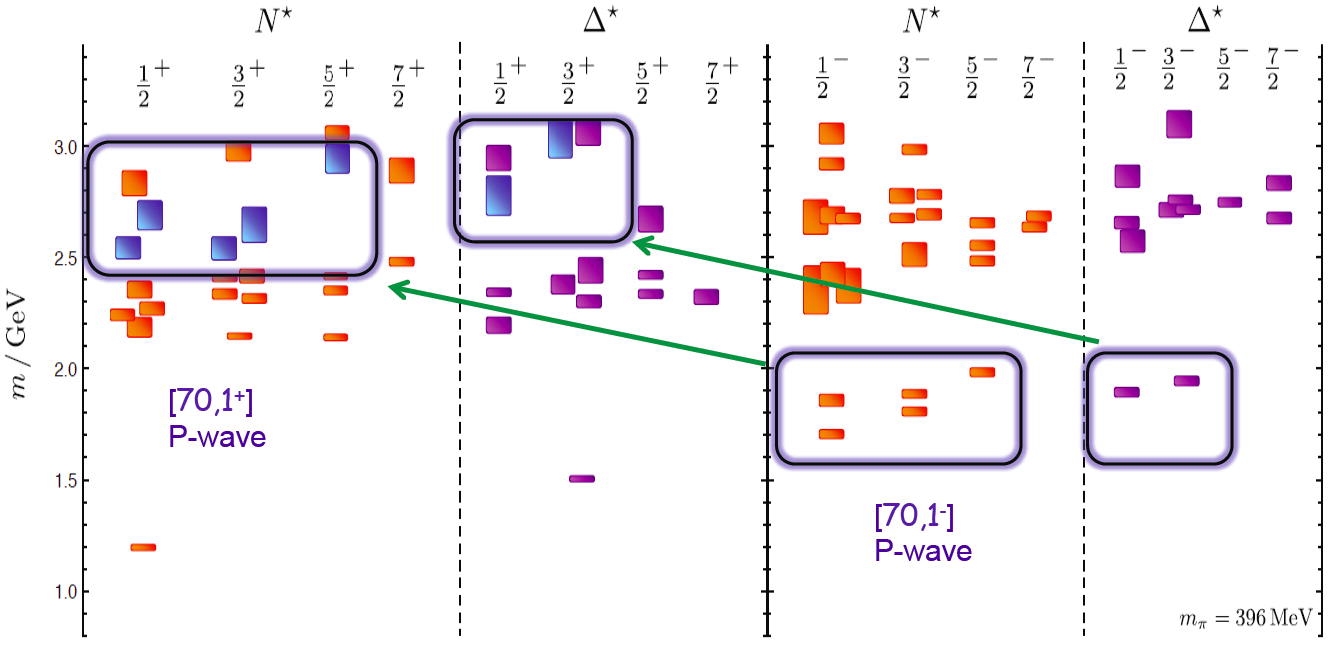 N⋆ Δ⋆ N⋆ Δ⋆
1/2⁺ 3/2⁺ 5/2⁺ 7/2⁺ 1/2⁺ 3/2⁺ 5/2⁺ 7/2⁺ 1/2⁻ 3/2⁻ 5/2⁻ 7/2⁻ 1/2⁻ 3/2⁻ 5/2⁻ 7/2⁻
3.0
2.5
2.0
1.5
1.0
m / GeV
[70,1⁺]
P-wave
[70,1⁻]
P-wave
mπ = 396 MeV